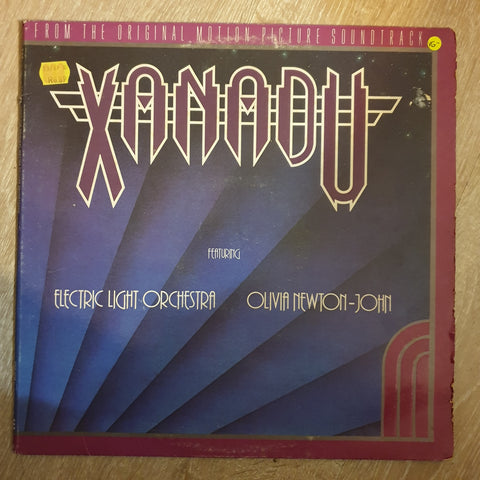 FROM THE ORIGINAL MOTION PICTURE SOUNDTRACK
XANADU
FEATURING
ELECTRIC LIGHT ORCHESTRA OLIVIA NEWTON-JOHN